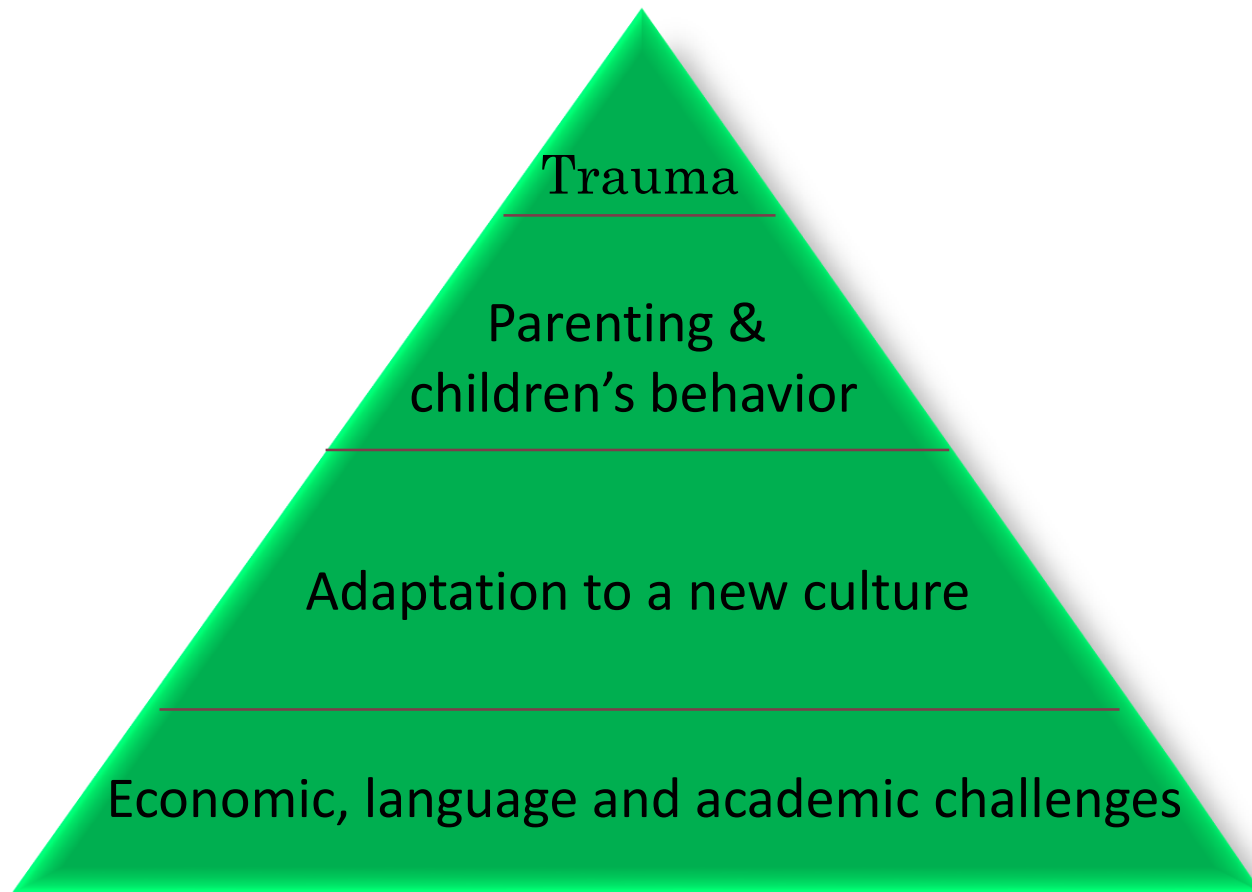 Trauma
Parenting &
children’s behavior
Adaptation to a new culture
Economic, language and academic challenges